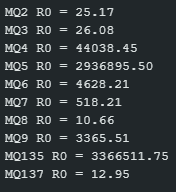 MQ2 R0 = 25.17
MQ3 R0 = 26.08
MQ4 R0 = 44038.45
MQ5 R0 = 2936895.50
MQ6 R0 = 4628.21
MQ7 R0 = 518.21
MQ8 R0 = 10.66
MQ9 R0 = 3365.51
MQ135 R0 = 3366511.75
MQ137 R0 = 12.95